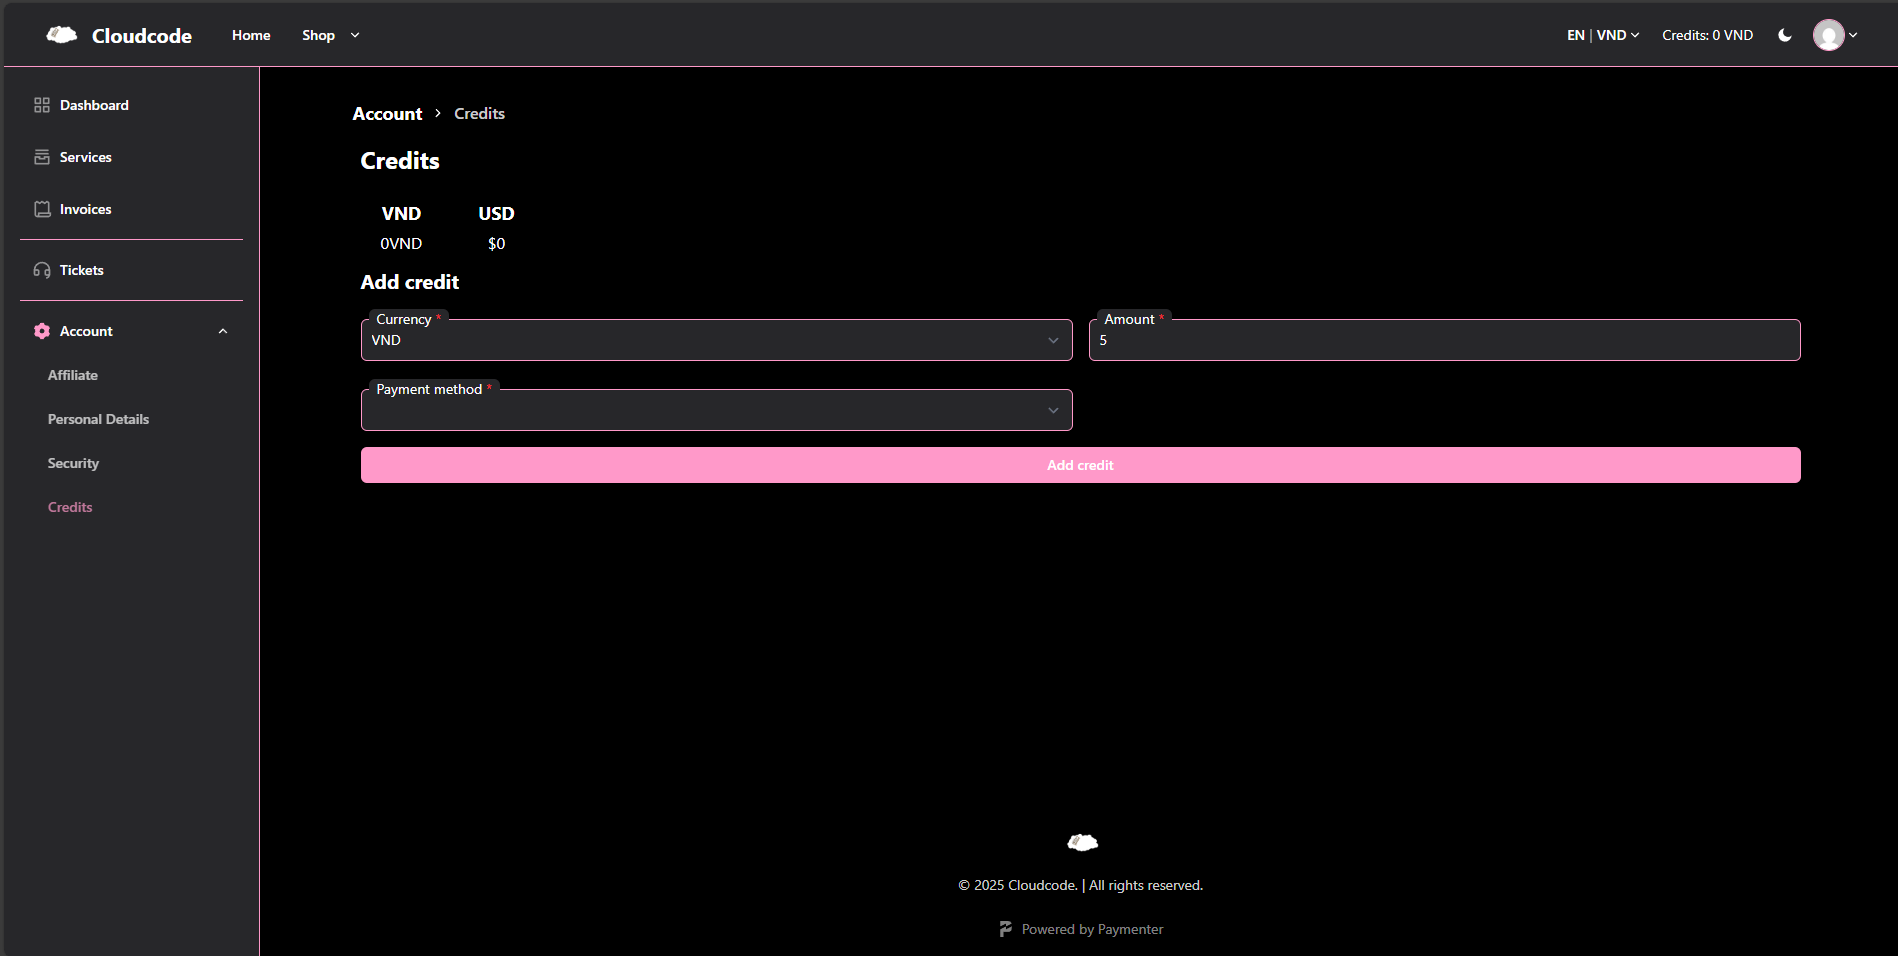 Cloudcode
Home
Shop
EN | VND
Credits: 0 VND
Dashboard
Services
Invoices
Tickets
Account
Affiliate
Personal Details
Security
Credits
Account > Credits
Credits
VND USD
0VND $0
Add credit
Currency *
VND
Amount *
5
Payment method *
Add credit
© 2025 Cloudcode. | All rights reserved.
Powered by Paymenter